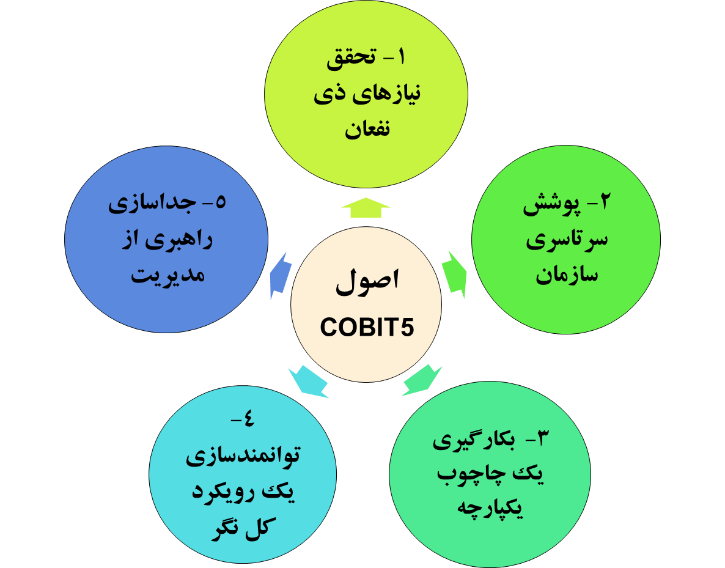 اصول
COBIT5
۱- تحقق
نیازهای ذی
نفعان
۲- پوشش
سرتاسری
سازمان
۳- بکارگیری
یک چاچوب
یکپارچه
٤-
توانمندسازی
یک رویکرد
کل نگر
۵- جداسازی
راهبری از
مدیریت